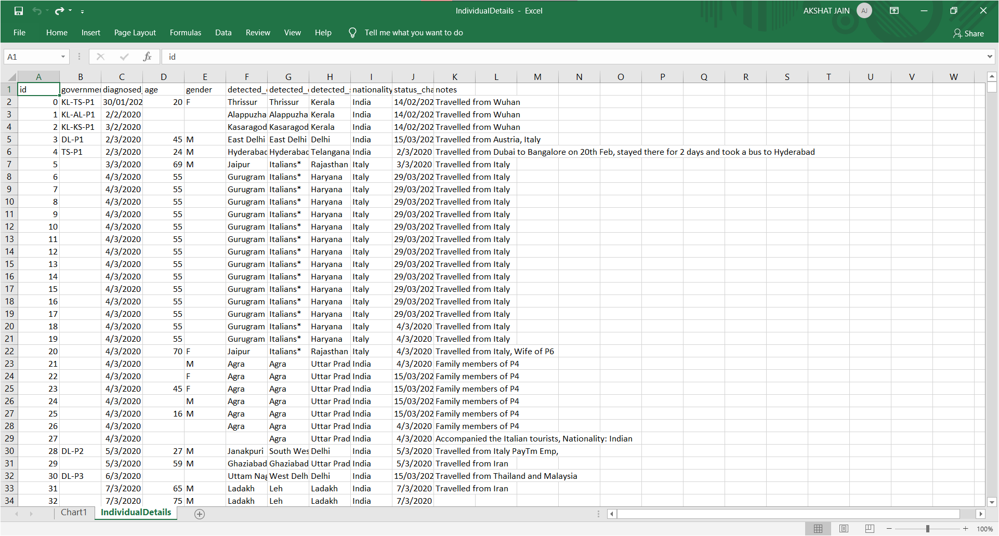 IndividualDetails - Excel
AKSHAT JAIN AJ
File Home Insert Page Layout Formulas Data Review View Help Tell me what you want to do
Share
A1 fx id
A B C D E F G H I J K L M N O P Q R S T U V W
1 id governmer diagnosed_ age gender detected_ detected_ detected_ nationality status_cha notes
2 0 KL-TS-P1 30/01/202 20 F Thrissur Thrissur Kerala India 14/02/202 Travelled from Wuhan
3 1 KL-AL-P1 2/2/2020 Alappuzha Alappuzha Kerala India 14/02/202 Travelled from Wuhan
4 2 KL-KS-P1 3/2/2020 Kasaragod Kasaragod Kerala India 14/02/202 Travelled from Wuhan
5 3 DL-P1 2/3/2020 45 M East Delhi East Delhi Delhi India 15/03/202 Travelled from Austria, Italy
6 4 TS-P1 2/3/2020 24 M Hyderabac Hyderabac Telangana India 2/3/2020 Travelled from Dubai to Bangalore on 20th Feb, stayed there for 2 days and took a bus to Hyderabad
7 5 3/3/2020 69 M Jaipur Italians* Rajasthan Italy 3/3/2020 Travelled from Italy
8 6 4/3/2020 55 Gurugram Italians* Haryana Italy 29/03/202 Travelled from Italy
9 7 4/3/2020 55 Gurugram Italians* Haryana Italy 29/03/202 Travelled from Italy
10 8 4/3/2020 55 Gurugram Italians* Haryana Italy 29/03/202 Travelled from Italy
11 9 4/3/2020 55 Gurugram Italians* Haryana Italy 29/03/202 Travelled from Italy
12 10 4/3/2020 55 Gurugram Italians* Haryana Italy 29/03/202 Travelled from Italy
13 11 4/3/2020 55 Gurugram Italians* Haryana Italy 29/03/202 Travelled from Italy
14 12 4/3/2020 55 Gurugram Italians* Haryana Italy 29/03/202 Travelled from Italy
15 13 4/3/2020 55 Gurugram Italians* Haryana Italy 29/03/202 Travelled from Italy
16 14 4/3/2020 55 Gurugram Italians* Haryana Italy 29/03/202 Travelled from Italy
17 15 4/3/2020 55 Gurugram Italians* Haryana Italy 29/03/202 Travelled from Italy
18 16 4/3/2020 55 Gurugram Italians* Haryana Italy 29/03/202 Travelled from Italy
19 17 4/3/2020 55 Gurugram Italians* Haryana Italy 29/03/202 Travelled from Italy
20 18 4/3/2020 55 Gurugram Italians* Haryana Italy 4/3/2020 Travelled from Italy
21 19 4/3/2020 55 Gurugram Italians* Haryana Italy 4/3/2020 Travelled from Italy
22 20 4/3/2020 70 F Jaipur Italians* Rajasthan Italy 4/3/2020 Travelled from Italy, Wife of P6
23 21 4/3/2020 M Agra Agra Uttar Prad India 4/3/2020 Family members of P4
24 22 4/3/2020 F Agra Agra Uttar Prad India 15/03/202 Family members of P4
25 23 4/3/2020 45 F Agra Agra Uttar Prad India 15/03/202 Family members of P4
26 24 4/3/2020 M Agra Agra Uttar Prad India 15/03/202 Family members of P4
27 25 4/3/2020 16 M Agra Agra Uttar Prad India 15/03/202 Family members of P4
28 26 4/3/2020 Agra Agra Uttar Prad India 4/3/2020 Family members of P4
29 27 4/3/2020 Agra Uttar Prad India 4/3/2020 Accompanied the Italian tourists, Nationality: Indian
30 28 DL-P2 5/3/2020 27 M Janakpuri South Wes Delhi India 5/3/2020 Travelled from Italy PayTm Emp,
31 29 5/3/2020 59 M Ghaziabad Ghaziabad Uttar Prad India 5/3/2020 Travelled from Iran
32 30 DL-P3 6/3/2020 Uttam Nag West Delh Delhi India 15/03/202 Travelled from Thailand and Malaysia
33 31 7/3/2020 65 M Ladakh Leh Ladakh India 7/3/2020 Travelled from Iran
34 32 7/3/2020 75 M Ladakh Leh Ladakh India 7/3/2020
Chart1 IndividualDetails
100%